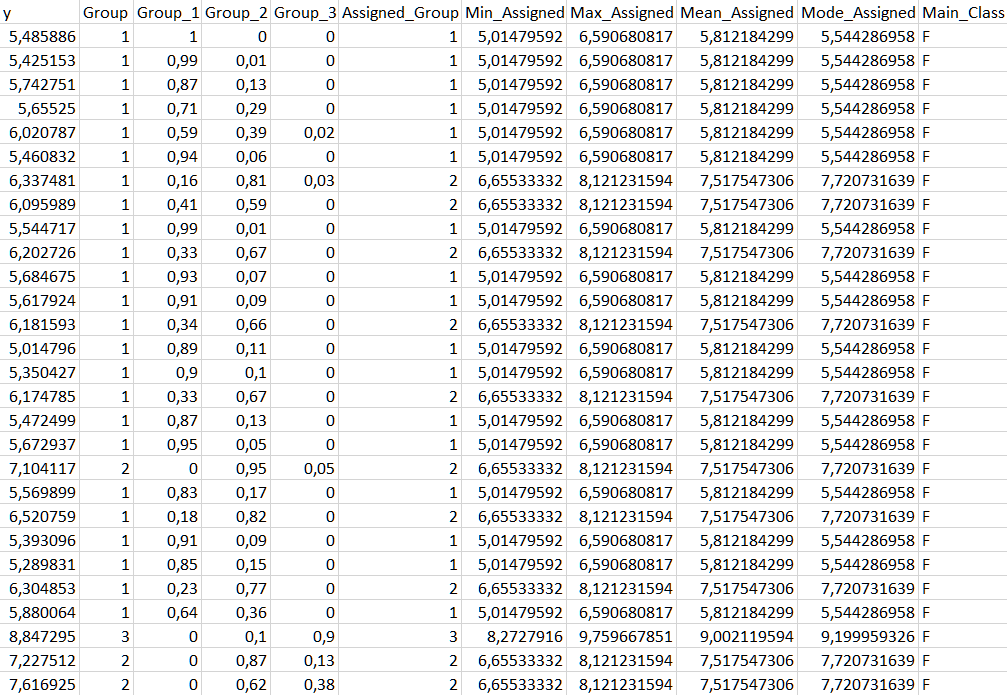 y Group Group_1 Group_2 Group_3 Assigned_Group Min_Assigned Max_Assigned Mean_Assigned Mode_Assigned Main_Class
5,485886 1 1 0 0 1 5,01479592 6,590680817 5,812184299 5,544286958 F
5,425153 1 0,99 0,01 0 1 5,01479592 6,590680817 5,812184299 5,544286958 F
5,742751 1 0,87 0,13 0 1 5,01479592 6,590680817 5,812184299 5,544286958 F
5,65525 1 0,71 0,29 0 1 5,01479592 6,590680817 5,812184299 5,544286958 F
6,020787 1 0,59 0,39 0,02 1 5,01479592 6,590680817 5,812184299 5,544286958 F
5,460832 1 0,94 0,06 0 1 5,01479592 6,590680817 5,812184299 5,544286958 F
6,337481 1 0,16 0,81 0,03 2 6,65533332 8,121231594 7,517547306 7,720731639 F
6,095989 1 0,41 0,59 0 2 6,65533332 8,121231594 7,517547306 7,720731639 F
5,544717 1 0,99 0,01 0 1 5,01479592 6,590680817 5,812184299 5,544286958 F
6,202726 1 0,33 0,67 0 2 6,65533332 8,121231594 7,517547306 7,720731639 F
5,684675 1 0,93 0,07 0 1 5,01479592 6,590680817 5,812184299 5,544286958 F
5,617924 1 0,91 0,09 0 1 5,01479592 6,590680817 5,812184299 5,544286958 F
6,181593 1 0,34 0,66 0 2 6,65533332 8,121231594 7,517547306 7,720731639 F
5,014796 1 0,89 0,11 0 1 5,01479592 6,590680817 5,812184299 5,544286958 F
5,350427 1 0,9 0,1 0 1 5,01479592 6,590680817 5,812184299 5,544286958 F
6,174785 1 0,33 0,67 0 2 6,65533332 8,121231594 7,517547306 7,720731639 F
5,472499 1 0,87 0,13 0 1 5,01479592 6,590680817 5,812184299 5,544286958 F
5,672937 1 0,95 0,05 0 1 5,01479592 6,590680817 5,812184299 5,544286958 F
7,104117 2 0 0,95 0,05 2 6,65533332 8,121231594 7,517547306 7,720731639 F
5,569899 1 0,83 0,17 0 1 5,01479592 6,590680817 5,812184299 5,544286958 F
6,520759 1 0,18 0,82 0 2 6,65533332 8,121231594 7,517547306 7,720731639 F
5,393096 1 0,91 0,09 0 1 5,01479592 6,590680817 5,812184299 5,544286958 F
5,289831 1 0,85 0,15 0 1 5,01479592 6,590680817 5,812184299 5,544286958 F
6,304853 1 0,23 0,77 0 2 6,65533332 8,121231594 7,517547306 7,720731639 F
5,880064 1 0,64 0,36 0 1 5,01479592 6,590680817 5,812184299 5,544286958 F
8,847295 3 0 0,1 0,9 3 8,2727916 9,759667851 9,002119594 9,199959326 F
7,227512 2 0 0,87 0,13 2 6,65533332 8,121231594 7,517547306 7,720731639 F
7,616925 2 0 0,62 0,38 2 6,65533332 8,121231594 7,517547306 7,720731639 F